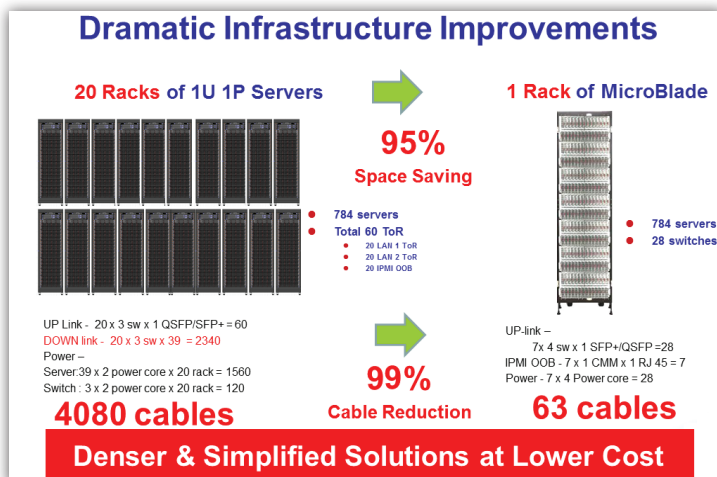 Dramatic Infrastructure Improvements
20 Racks of 1U 1P Servers
1 Rack of MicroBlade
95%
Space Saving
784 servers
Total 60 ToR
20 LAN 1 ToR
20 LAN 2 ToR
20 IPMI OOB
784 servers
28 switches
UP Link - 20 x 3 sw x 1 QSFP/SFP+ = 60
DOWN link - 20 x 3 sw x 39 = 2340
Power –
Server:39 x 2 power core x 20 rack = 1560
Switch : 3 x 2 power core x 20 rack = 120
4080 cables
99%
Cable Reduction
UP-link –
7x 4 sw x 1 SFP+/QSFP =28
IPMI OOB - 7 x 1 CMM x 1 RJ 45 = 7
Power - 7 x 4 Power core = 28
63 cables
Denser & Simplified Solutions at Lower Cost